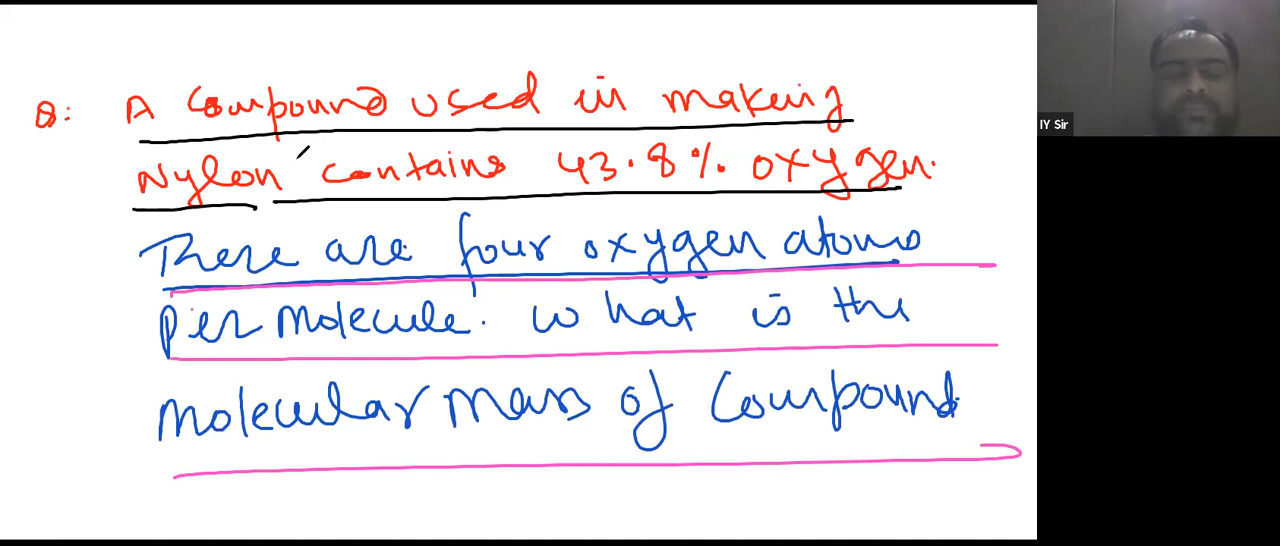 Q: A compound used in making
Nylon contains 43.8% oxygen.
There are four oxygen atoms
per molecule. What is the
molecular mass of compound
IY Sir